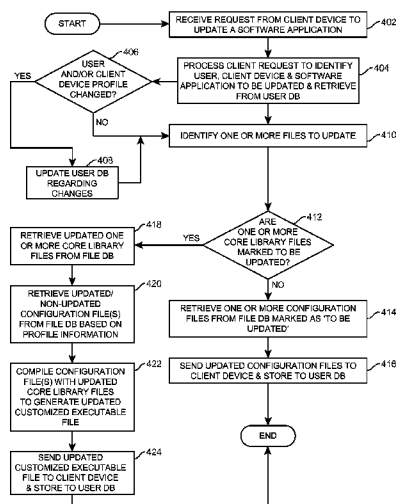 START
RECEIVE REQUEST FROM CLIENT DEVICE TO
UPDATE A SOFTWARE APPLICATION
402
406
USER
AND/OR CLIENT
DEVICE PROFILE
CHANGED?
YES
NO
PROCESS CLIENT REQUEST TO IDENTIFY
USER, CLIENT DEVICE & SOFTWARE
APPLICATION TO BE UPDATED & RETRIEVE
FROM USER DB
404
IDENTIFY ONE OR MORE FILES TO UPDATE
410
408
UPDATE USER DB
REGARDING
CHANGES
412
ARE
ONE OR MORE
CORE LIBRARY FILES
MARKED TO BE
UPDATED?
YES
NO
418
RETRIEVE UPDATED ONE
OR MORE CORE LIBRARY
FILES FROM FILE DB
420
RETRIEVE UPDATED/
NON-UPDATED
CONFIGURATION FILE(S)
FROM FILE DB BASED ON
PROFILE INFORMATION
RETRIEVE ONE OR MORE CONFIGURATION
FILES FROM FILE DB MARKED AS 'TO BE
UPDATED'
414
422
COMPILE CONFIGURATION
FILE(S) WITH UPDATED
CORE LIBRARY FILES
TO GENERATE UPDATED
CUSTOMIZED EXECUTABLE
FILE
SEND UPDATED CONFIGURATION FILES TO
CLIENT DEVICE & STORE TO USER DB
416
424
SEND UPDATED
CUSTOMIZED EXECUTABLE
FILE TO CLIENT DEVICE
& STORE TO USER DB
END